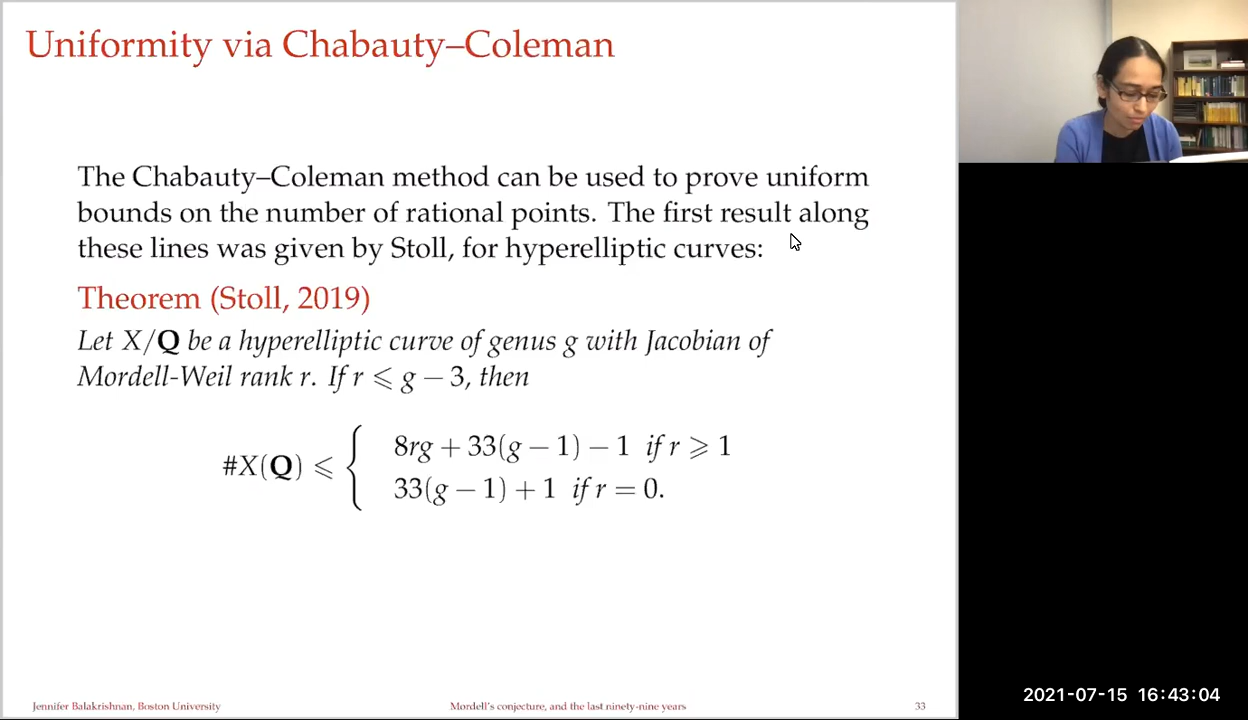 Uniformity via Chabauty–Coleman
The Chabauty–Coleman method can be used to prove uniform
bounds on the number of rational points. The first result along
these lines was given by Stoll, for hyperelliptic curves:
Theorem (Stoll, 2019)
Let X/Q be a hyperelliptic curve of genus g with Jacobian of
Mordell-Weil rank r. If r ⩽ g − 3, then
#X(Q) ⩽ { 8rg + 33(g − 1) − 1 if r ⩾ 1
33(g − 1) + 1 if r = 0.
Jennifer Balakrishnan, Boston University
Mordell's conjecture, and the last ninety-nine years
33
2021-07-15 16:43:04